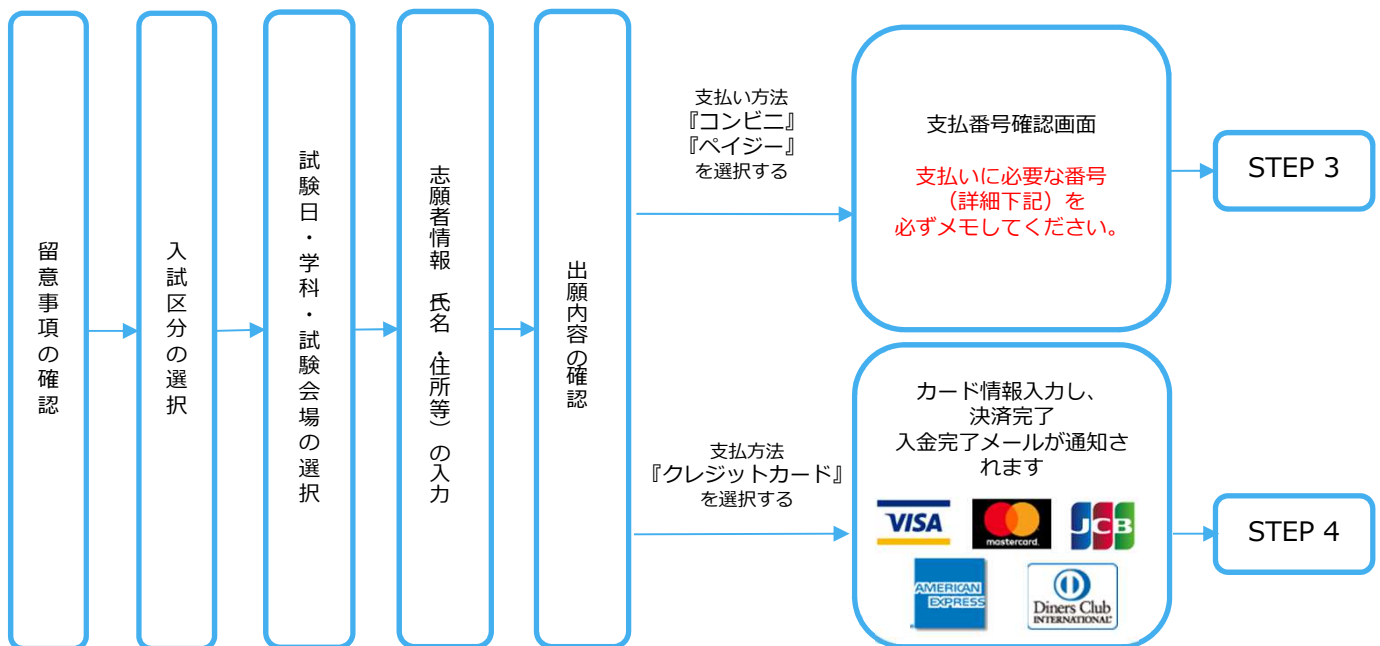 留意事項の確認
入試区分の選択
試験日・学科・試験会場の選択
志願者情報　氏名・住所等）の入力
出願内容の確認
支払い方法
『コンビニ』
『ペイジー』
を選択する
支払番号確認画面
支払いに必要な番号
（詳細下記）を
必ずメモしてください。
STEP 3
支払方法
『クレジットカード』
を選択する
カード情報入力し、
決済完了
入金完了メールが通知さ
れます
VISA
mastercard.
JCB
AMERICAN
EXPRESS
Diners Club
INTERNATIONAL
STEP 4